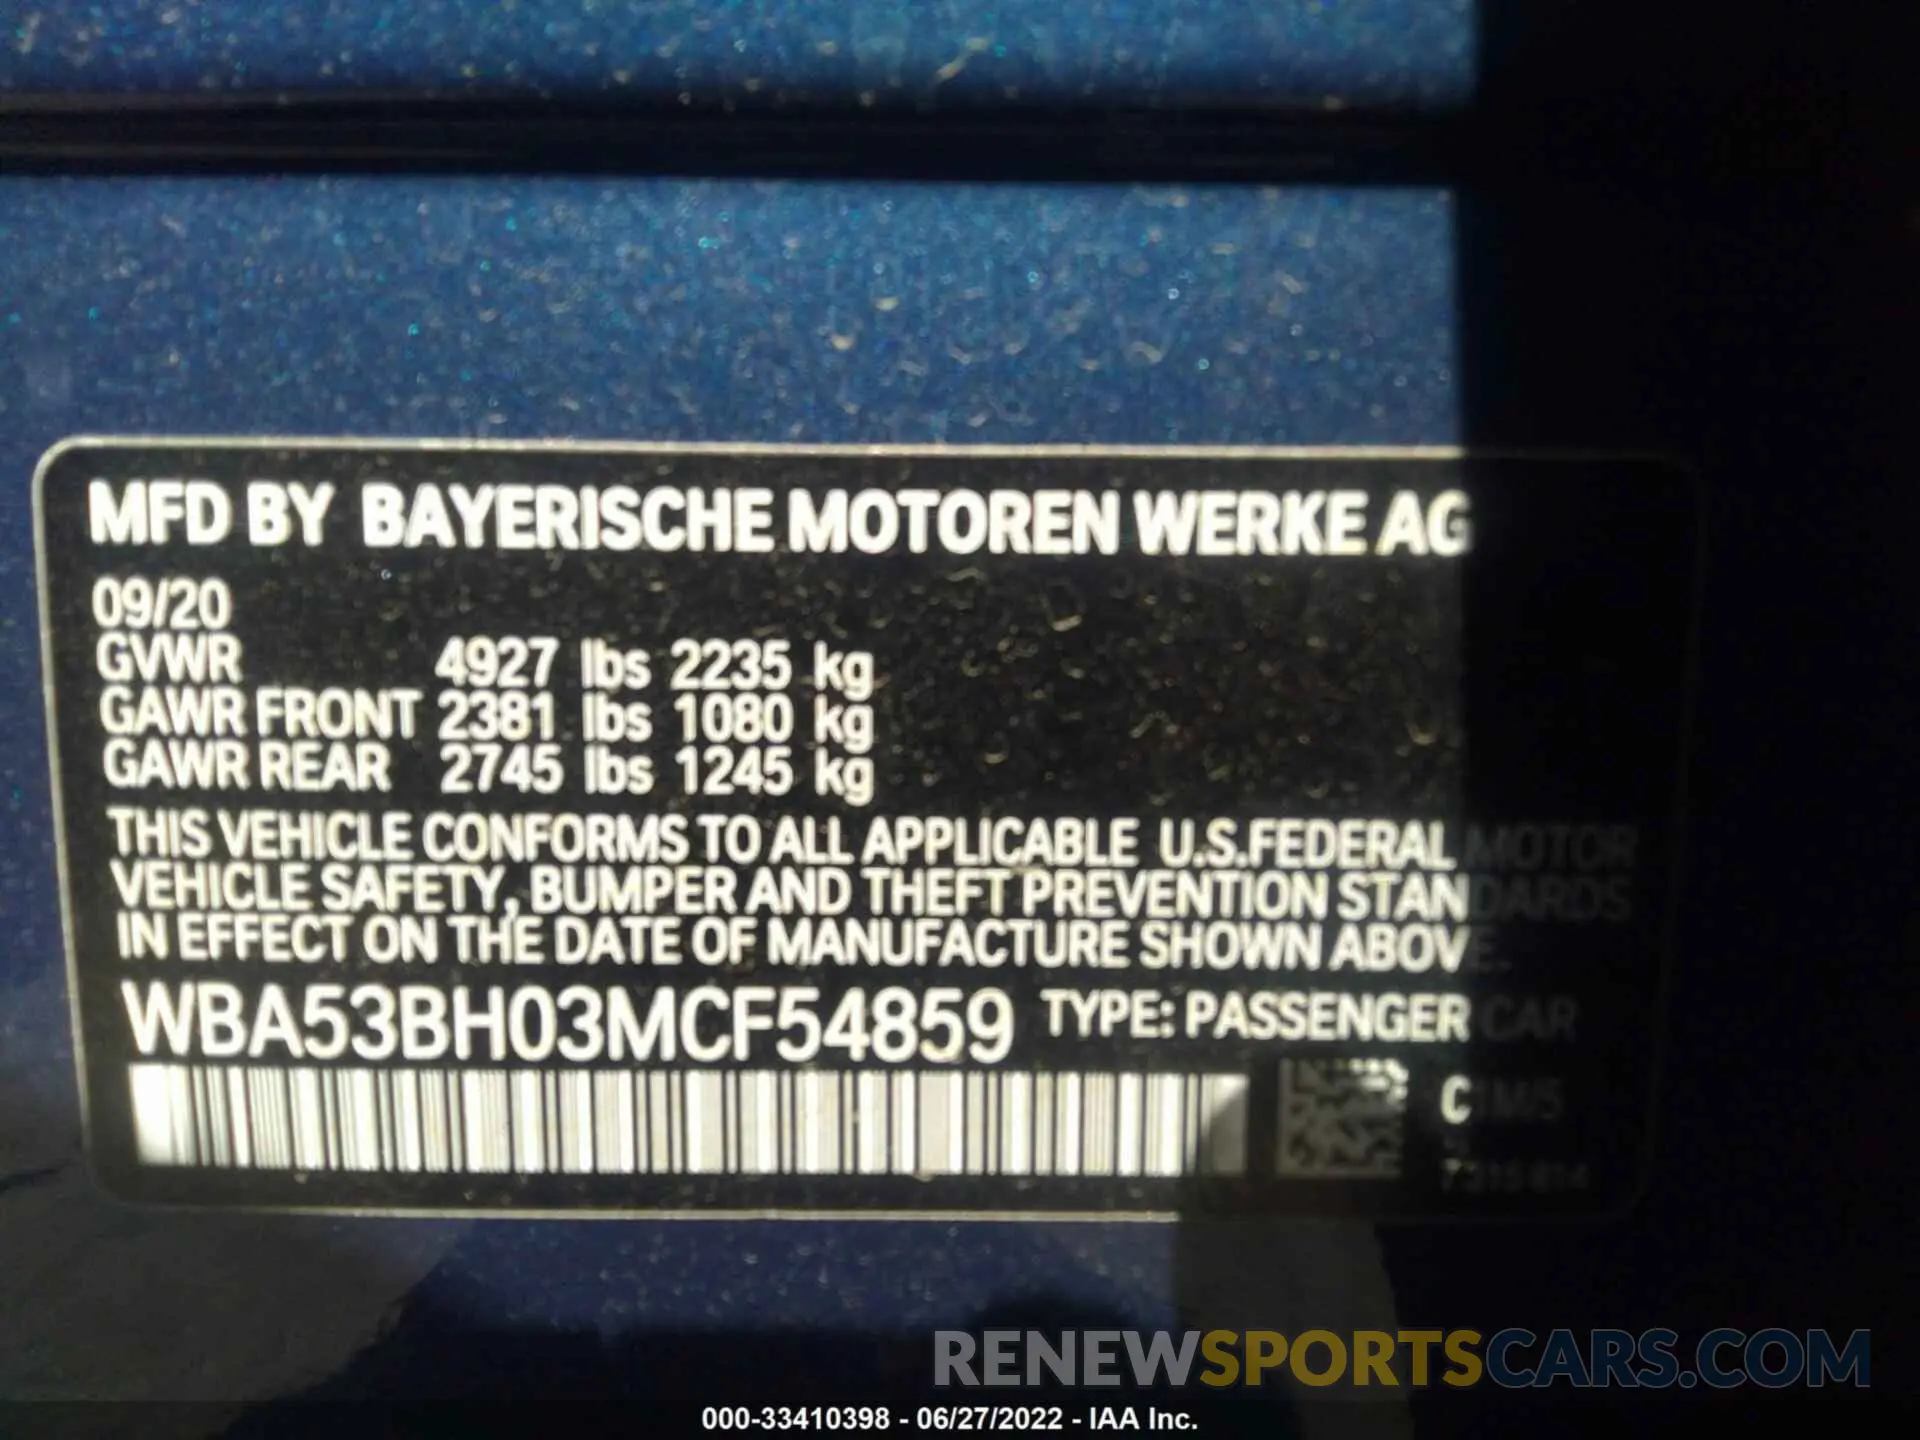 MFD BY BAYERISCHE MOTOREN WERKE AG
09/20
GVWR 4927 lbs 2235 kg
GAWR FRONT 2381 lbs 1080 kg
GAWR REAR 2745 lbs 1245 kg
THIS VEHICLE CONFORMS TO ALL APPLICABLE U.S.FEDERAL MOTOR
VEHICLE SAFETY, BUMPER AND THEFT PREVENTION STANDARDS
IN EFFECT ON THE DATE OF MANUFACTURE SHOWN ABOVE.
WBA53BH03MCF54859 TYPE: PASSENGER CAR
RENEWSPORTSCARS.COM
000-33410398 - 06/27/2022 - IAA Inc.